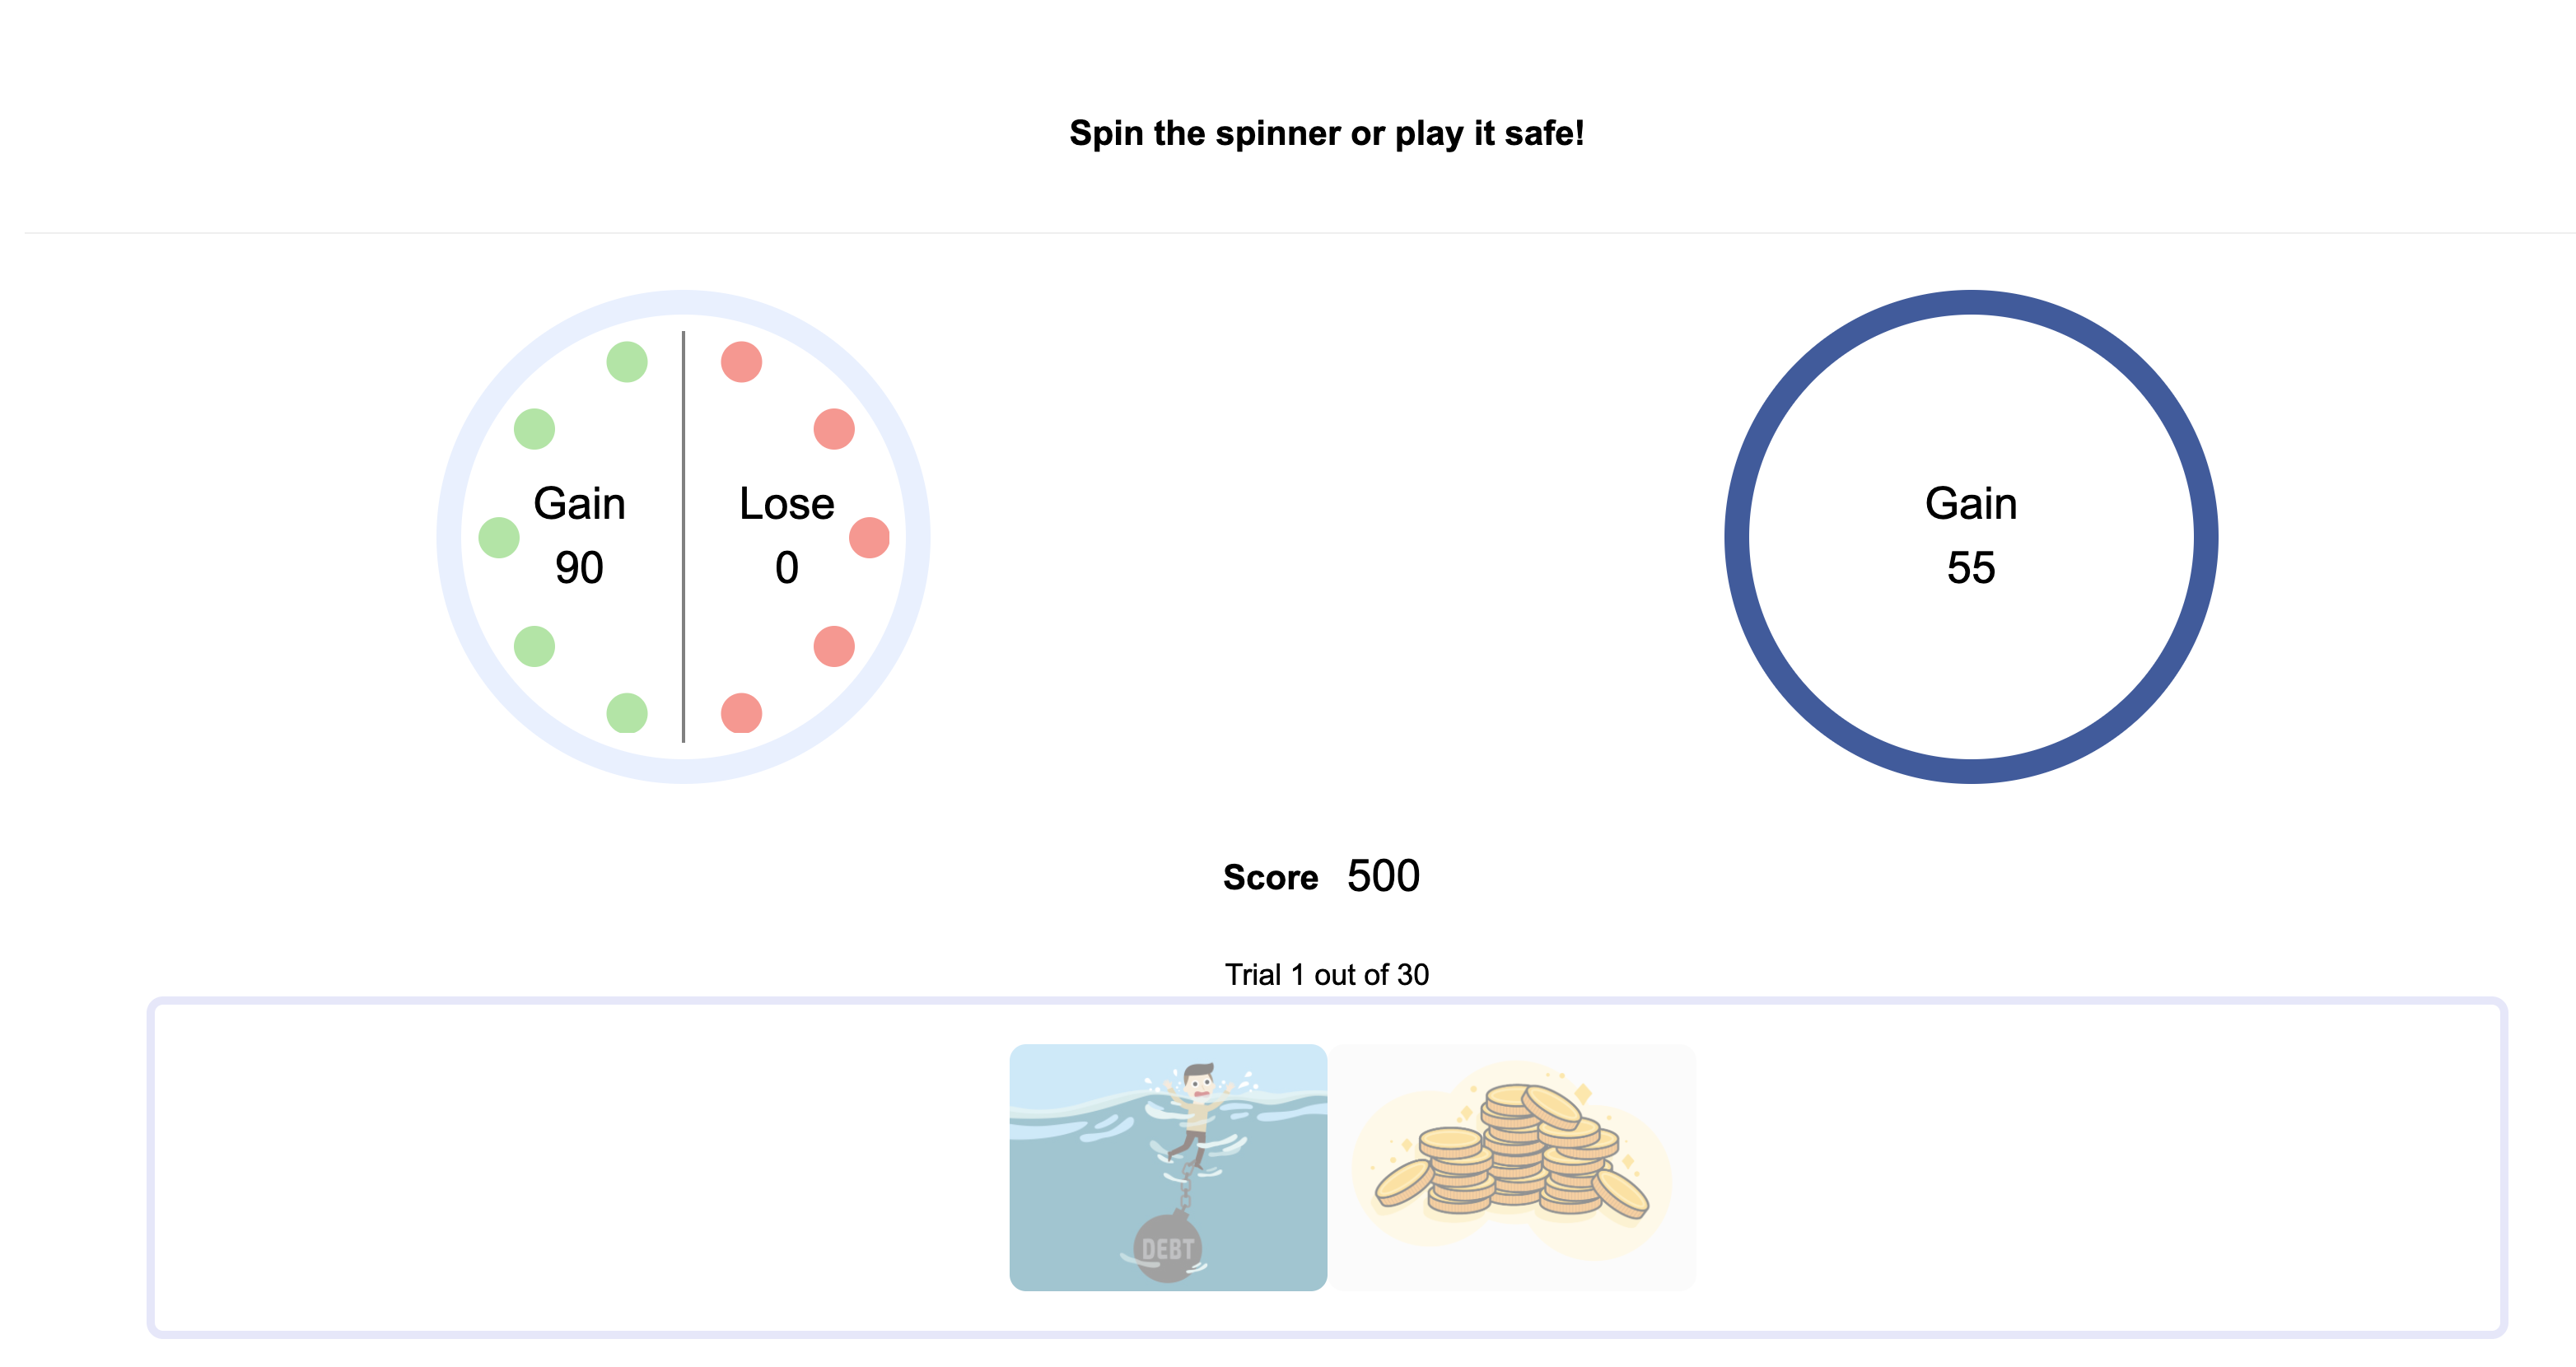 Spin the spinner or play it safe!
Gain
90
Lose
0
Gain
55
Score 500
Trial 1 out of 30
DEBT